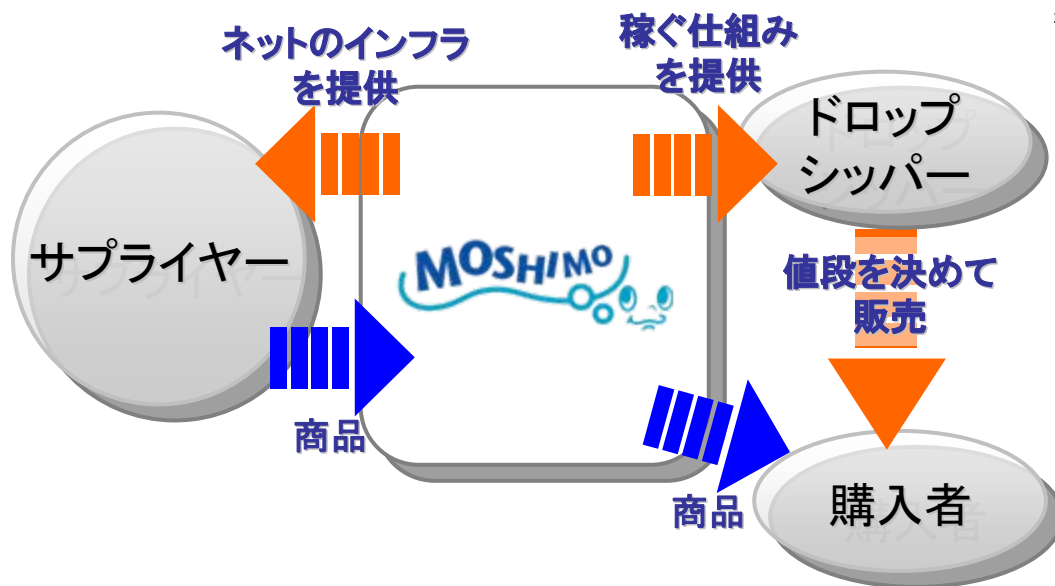 ネットのインフラ
を提供
稼ぐ仕組み
を提供
ドロップ
シッパー
サプライヤー
MOSHIMO
値段を決めて
販売
商品
商品
購入者